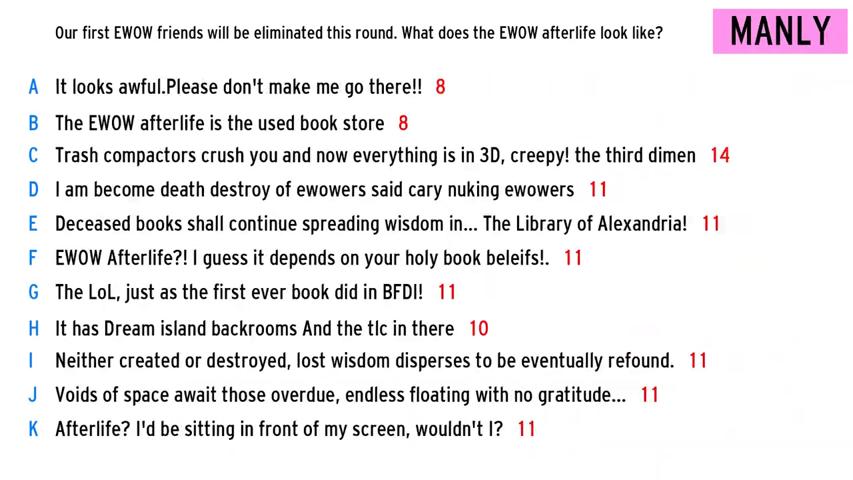 Our first EWOW friends will be eliminated this round. What does the EWOW afterlife look like?
MANLY
A It looks awful.Please don't make me go there!! 8
B The EWOW afterlife is the used book store 8
C Trash compactors crush you and now everything is in 3D, creepy! the third dimen 14
D I am become death destroy of ewowers said cary nuking ewowers 11
E Deceased books shall continue spreading wisdom in... The Library of Alexandria! 11
F EWOW Afterlife?! I guess it depends on your holy book beleifs!. 11
G The LoL, just as the first ever book did in BFDI! 11
H It has Dream island backrooms And the tlc in there 10
I Neither created or destroyed, lost wisdom disperses to be eventually refound. 11
J Voids of space await those overdue, endless floating with no gratitude... 11
K Afterlife? I'd be sitting in front of my screen, wouldn't I? 11